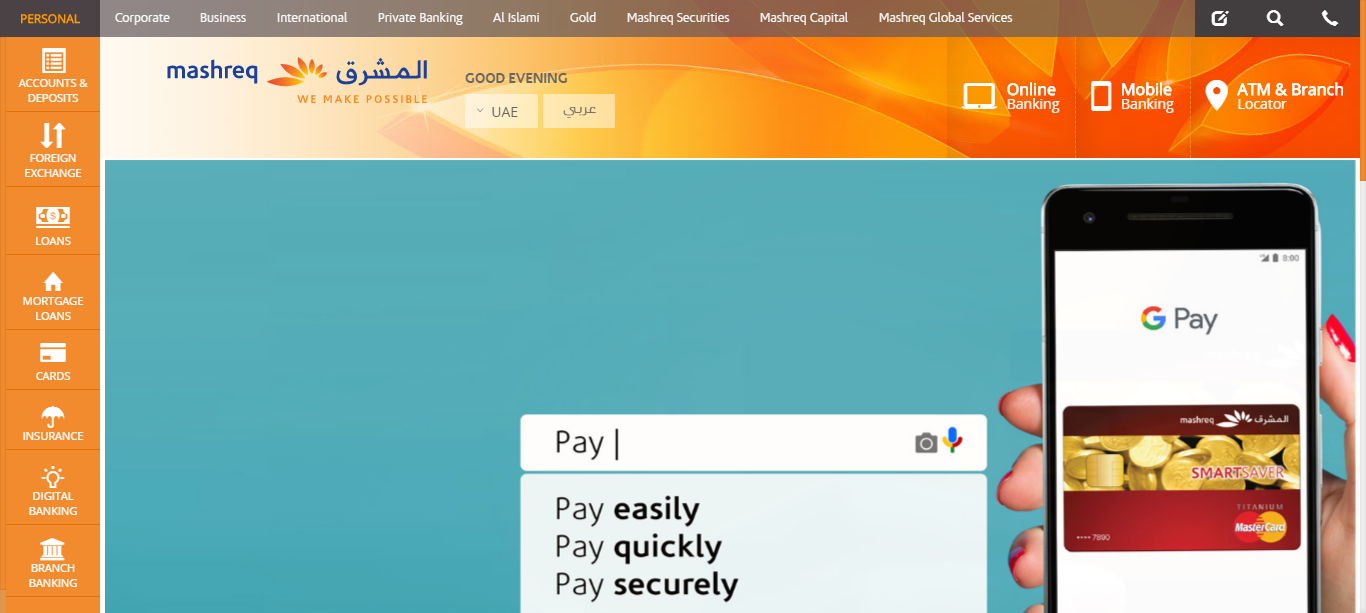 PERSONAL
Corporate
Business
International
Private Banking
Al Islami
Gold
Mashreq Securities
Mashreq Capital
Mashreq Global Services
ACCOUNTS &
DEPOSITS
FOREIGN
EXCHANGE
LOANS
MORTGAGE
LOANS
CARDS
INSURANCE
DIGITAL
BANKING
BRANCH
BANKING
mashreq المشرق
WE MAKE POSSIBLE
GOOD EVENING
UAE
عربي
Online
Banking
Mobile
Banking
ATM & Branch
Locator
Pay |
Pay easily
Pay quickly
Pay securely
8:00
G Pay
mashreq المشرق
SMARTSAVER
TITANIUM
MasterCard
•••• 7890